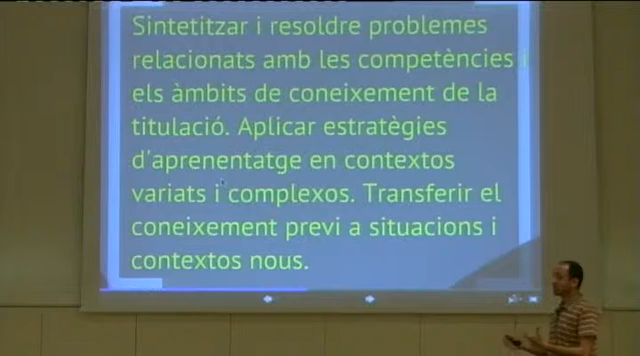 Sintetitzar i resoldre problemes
relacionats amb les competències i
els àmbits de coneixement de la
titulació. Aplicar estratègies
d'aprenentatge en contextos
variats i complexos. Transferir el
coneixement previ a situacions i
contextos nous.